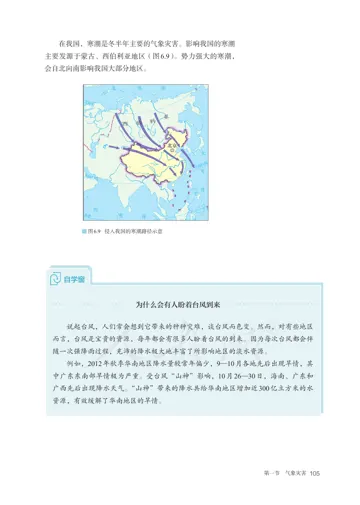 在我国，寒潮是冬半年主要的气象灾害。影响我国的寒潮
主要发源于蒙古、西伯利亚地区（图6.9）。势力强大的寒潮，
会自北向南影响我国大部分地区。
图6.9 侵入我国的寒潮路径示意
自学窗
为什么会有人盼着台风到来
说起台风，人们常会想到它带来的种种灾难，谈台风而色变。然而，对有些地区
而言，台风是宝贵的资源，每年都会有很多人盼着台风的到来。因为每次台风都会伴
随一次强降雨过程，充沛的降水极大地丰富了所影响地区的淡水资源。
例如，2012年秋季华南地区降水量较常年偏少，9—10月各地先后出现旱情，其
中广东东南部旱情极为严重。受台风“山神”影响，10月26—30日，海南、广东和
广西先后出现降水天气。“山神”带来的降水共给华南地区增加近300亿立方米的水
资源，有效缓解了华南地区的旱情。
第一节 气象灾害 105